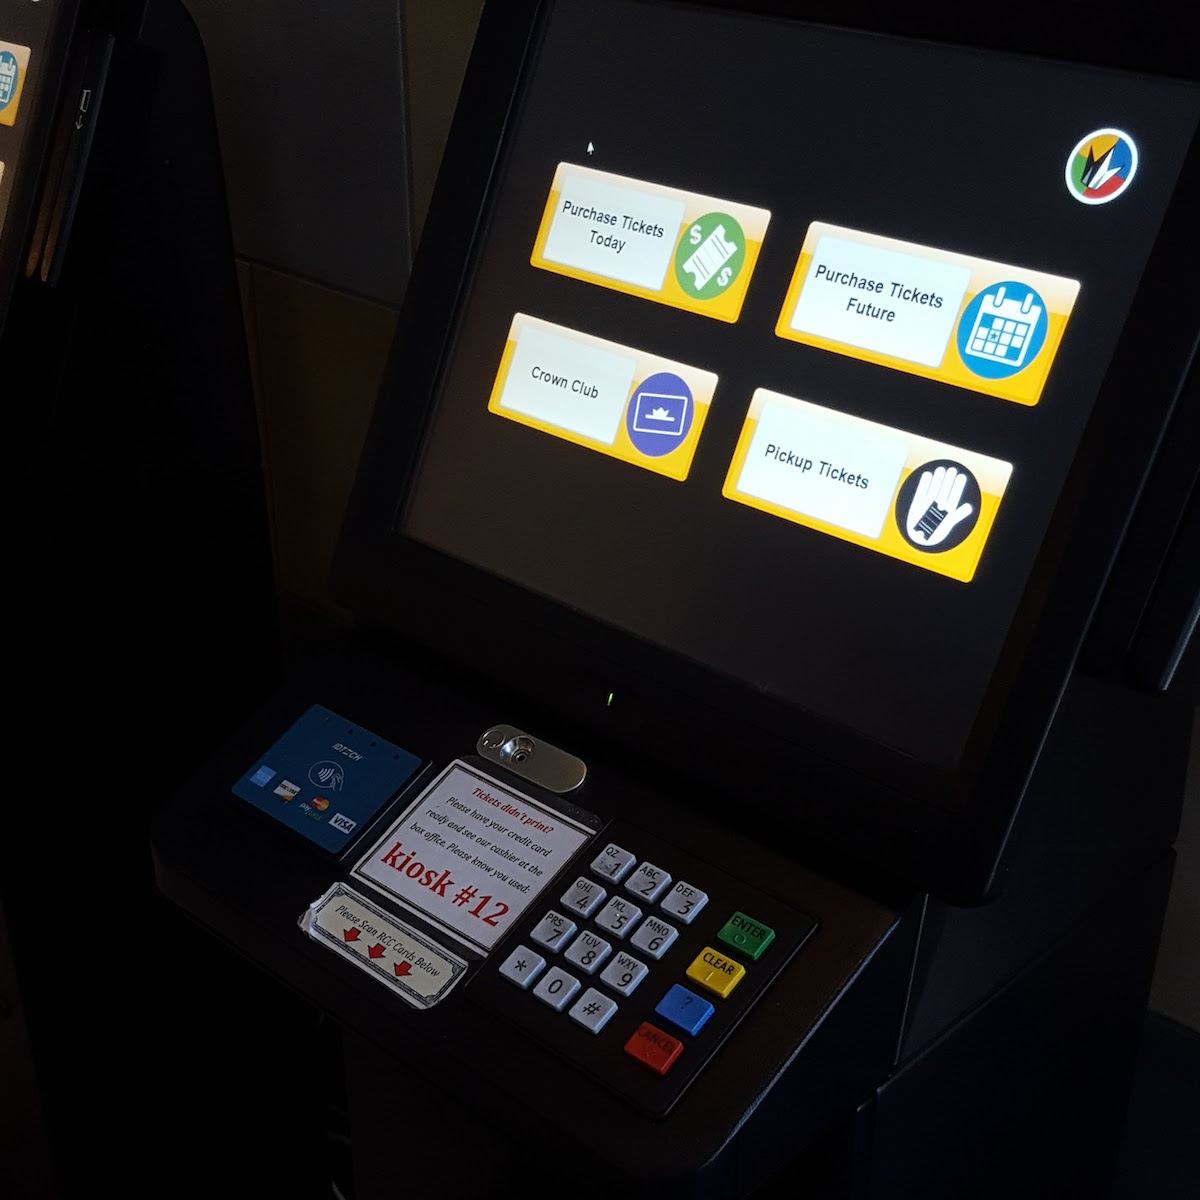 Purchase Tickets
Today
$
$
Purchase Tickets
Future
Crown Club
Pickup Tickets
IDTECH
VISA
Tickets didn't print?
Please have your credit card
ready and see our cashier at the
box office. Please know you used:
kiosk #12
Please Scan RCC Cards Below
QZ
1
ABC
2
DEF
3
GHI
4
JKL
5
MNO
6
PRS
7
TUV
8
WXY
9
*
0
#
ENTER
CLEAR
?
CANCEL